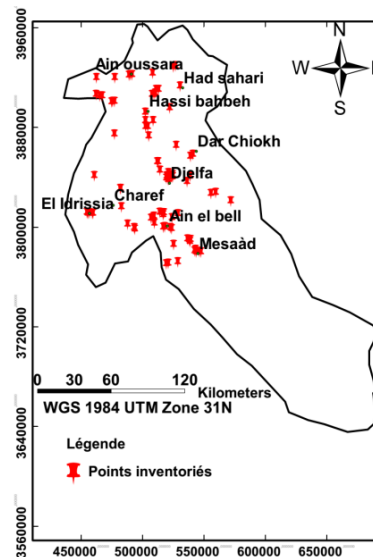 N
W
E
S
3960000
3880000
3800000
3720000
3640000
3560000
Ain oussara
Had sahari
Hassi bahbeh
Dar Chiokh
Djelfa
Charef
El Idrissia
Ain el bell
Mesaàd
0 30 60 120
Kilometers
WGS 1984 UTM Zone 31N
Légende
Points inventoriés
450000 500000 550000 600000 650000